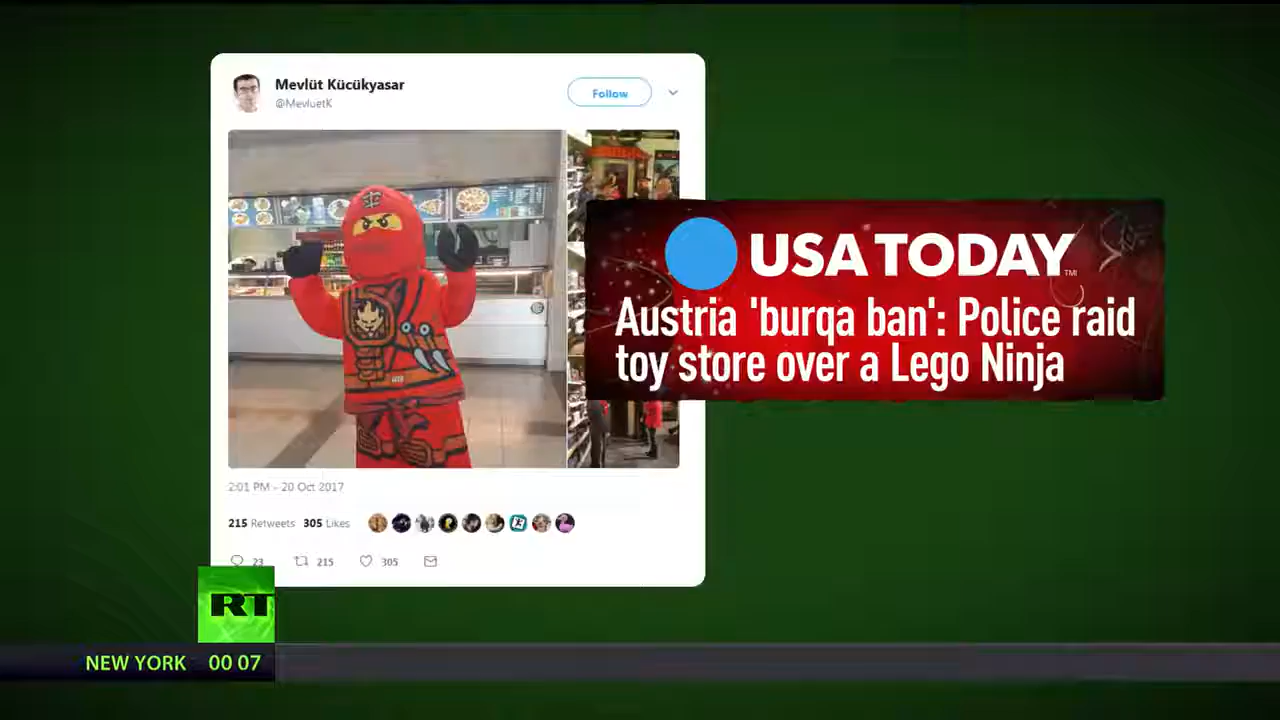 Mevlüt Kücükyasar
@MevluetK
Follow
USA TODAY™
Austria 'burqa ban': Police raid
toy store over a Lego Ninja
2:01 PM - 20 Oct 2017
215 Retweets 305 Likes
23 215 305
RT
NEW YORK 00 07